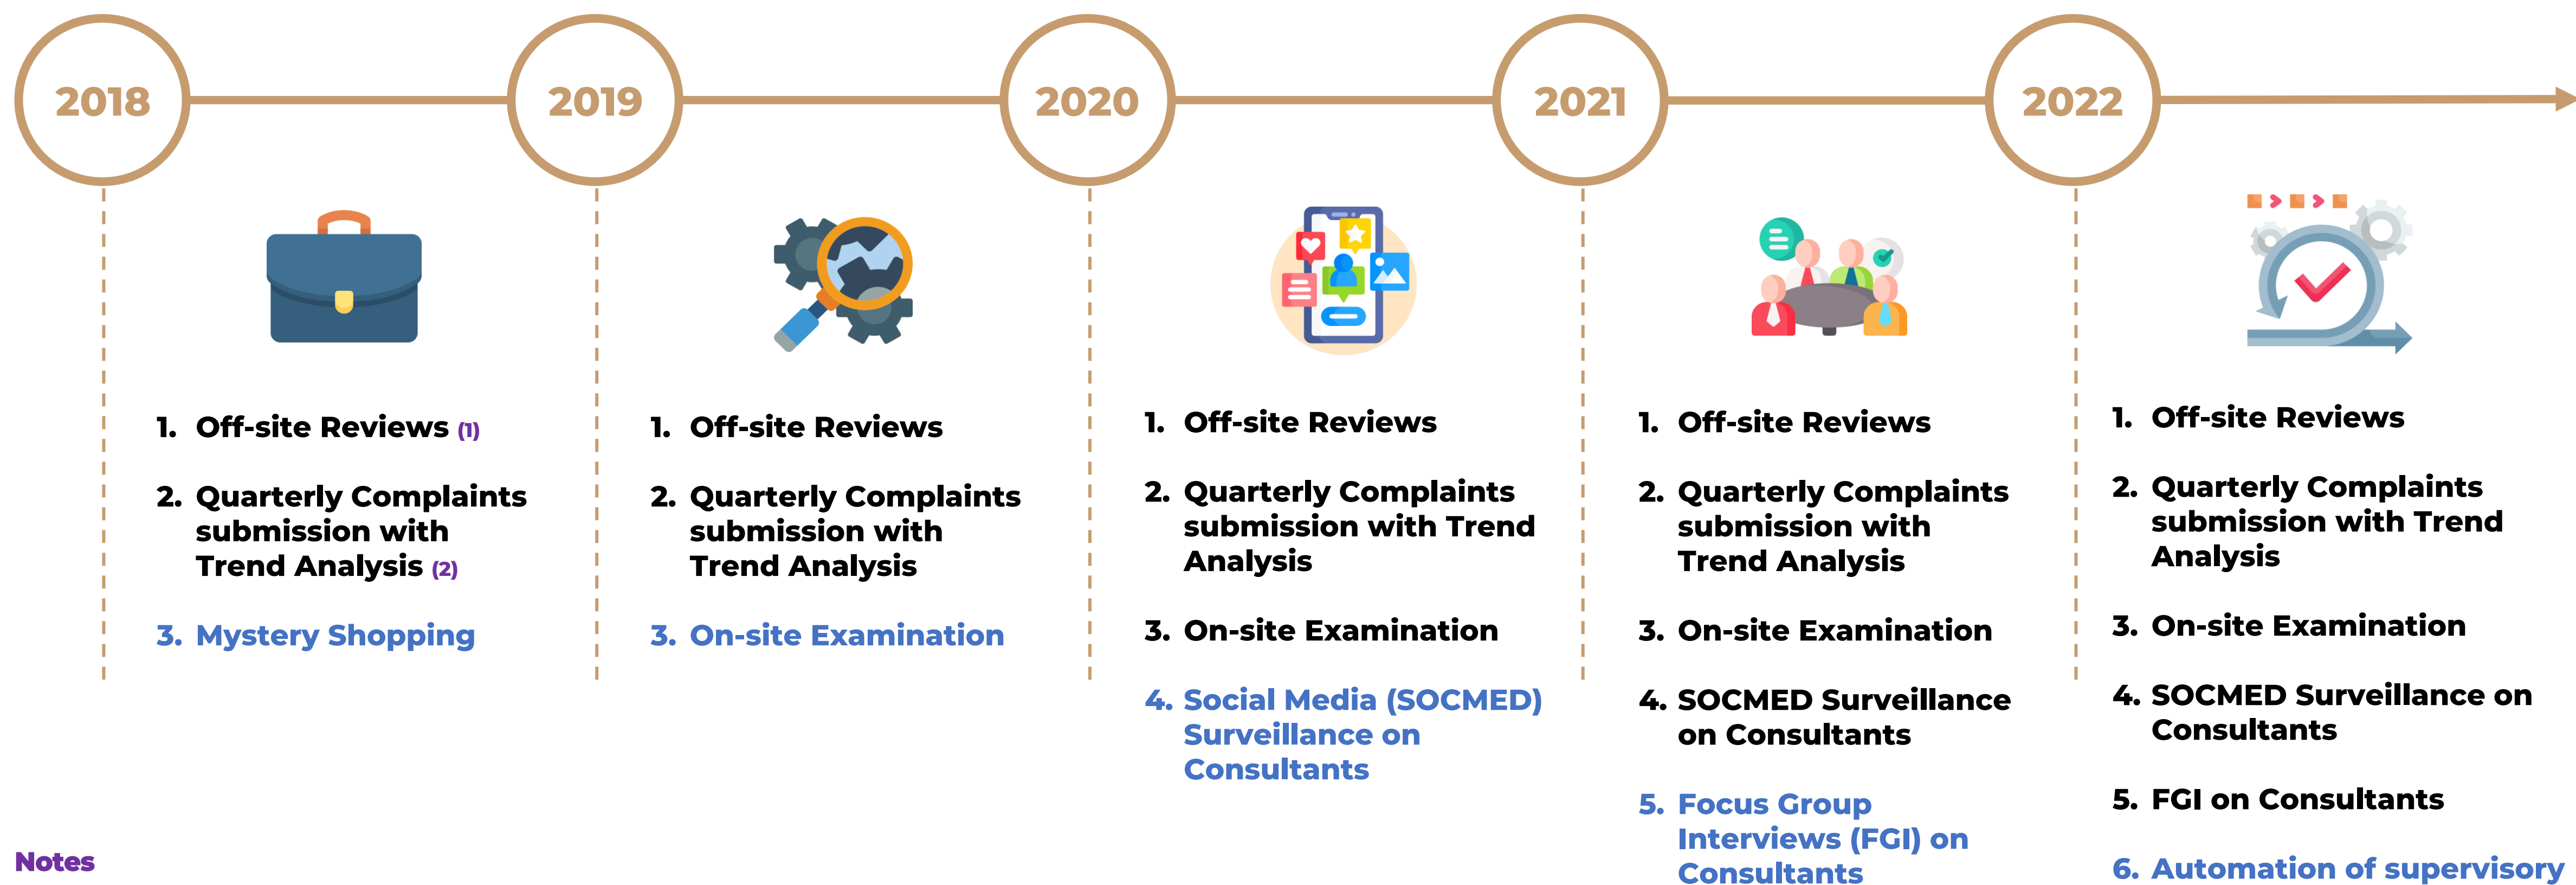 2018
2019
2020
2021
2022
1. Off-site Reviews (1)
2. Quarterly Complaints
submission with
Trend Analysis (2)
3. Mystery Shopping
1. Off-site Reviews
2. Quarterly Complaints
submission with
Trend Analysis
3. On-site Examination
1. Off-site Reviews
2. Quarterly Complaints
submission with Trend
Analysis
3. On-site Examination
4. Social Media (SOCMED)
Surveillance on
Consultants
1. Off-site Reviews
2. Quarterly Complaints
submission with
Trend Analysis
3. On-site Examination
4. SOCMED Surveillance
on Consultants
5. Focus Group
Interviews (FGI) on
Consultants
1. Off-site Reviews
2. Quarterly Complaints
submission with Trend
Analysis
3. On-site Examination
4. SOCMED Surveillance on
Consultants
5. FGI on Consultants
6. Automation of supervisory
Notes